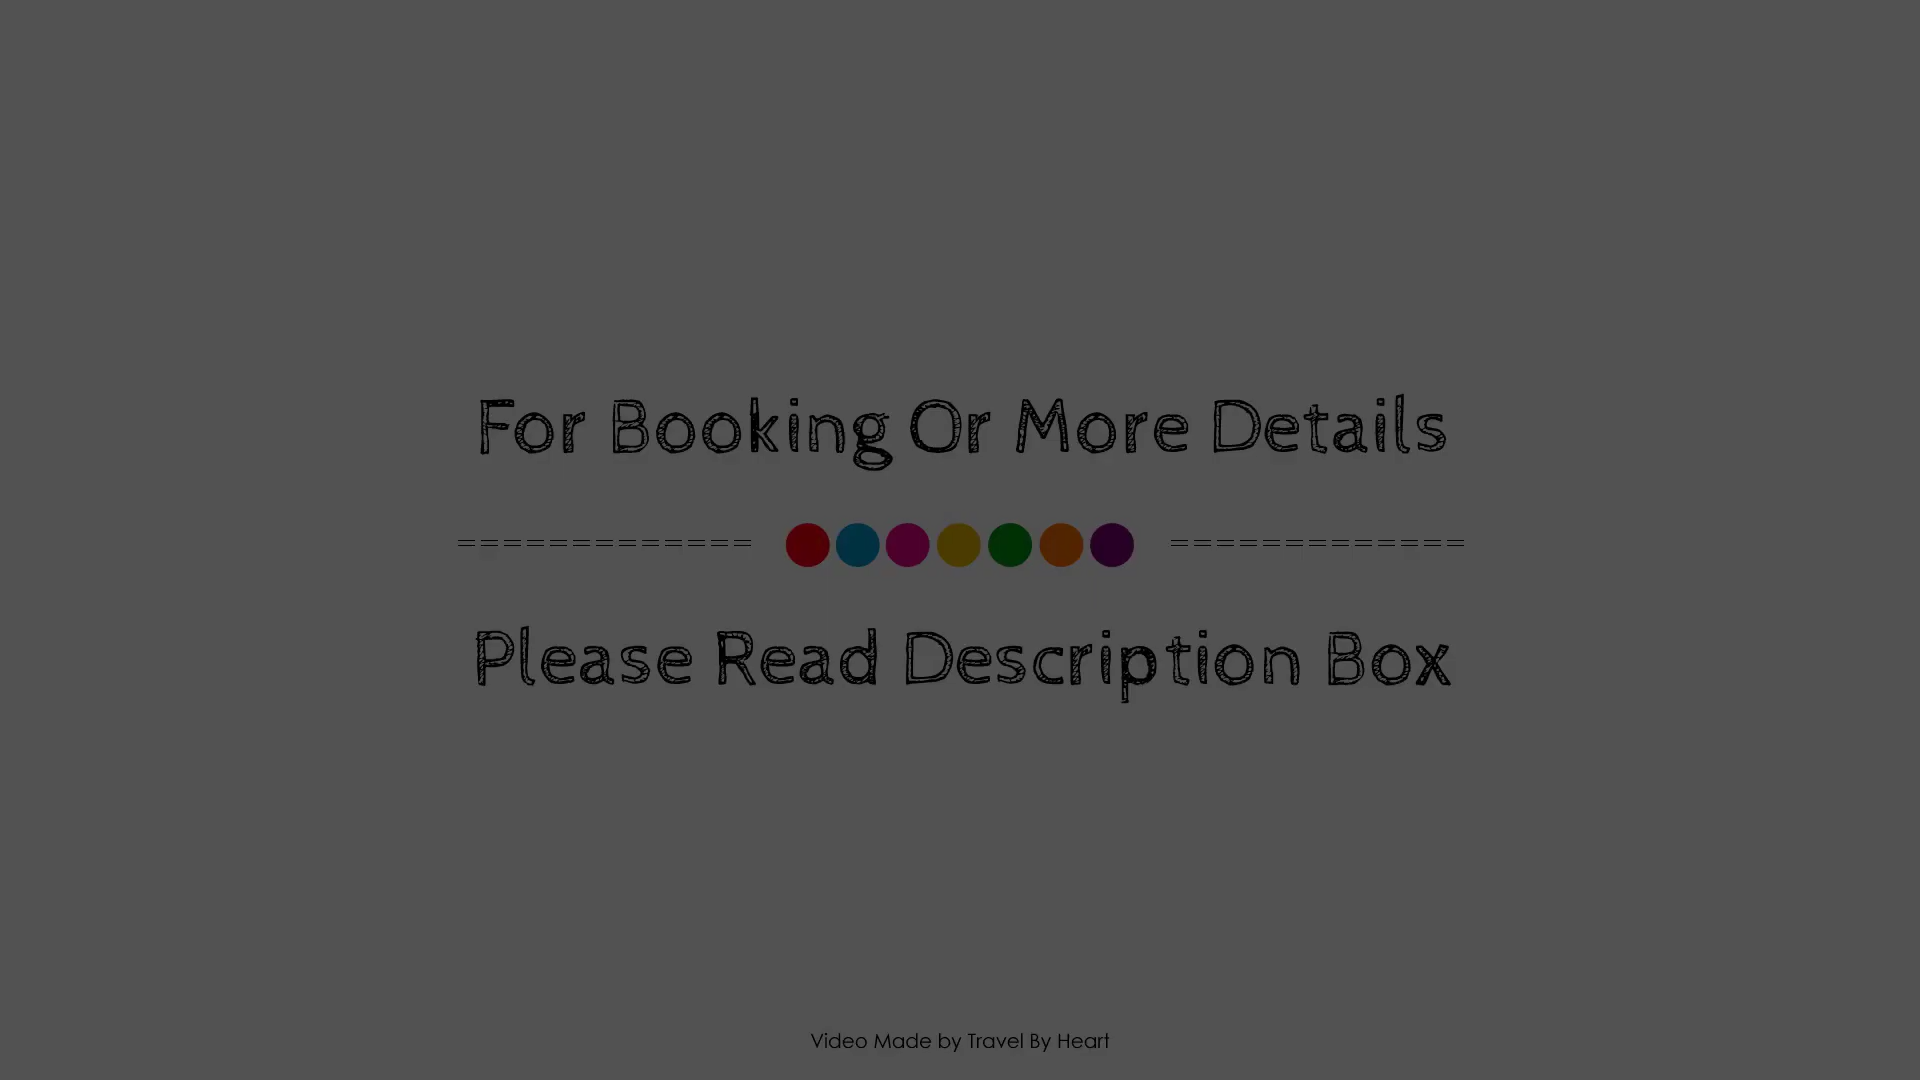 For Booking Or More Details
============= =============
Please Read Description Box
Video Made by Travel By Heart